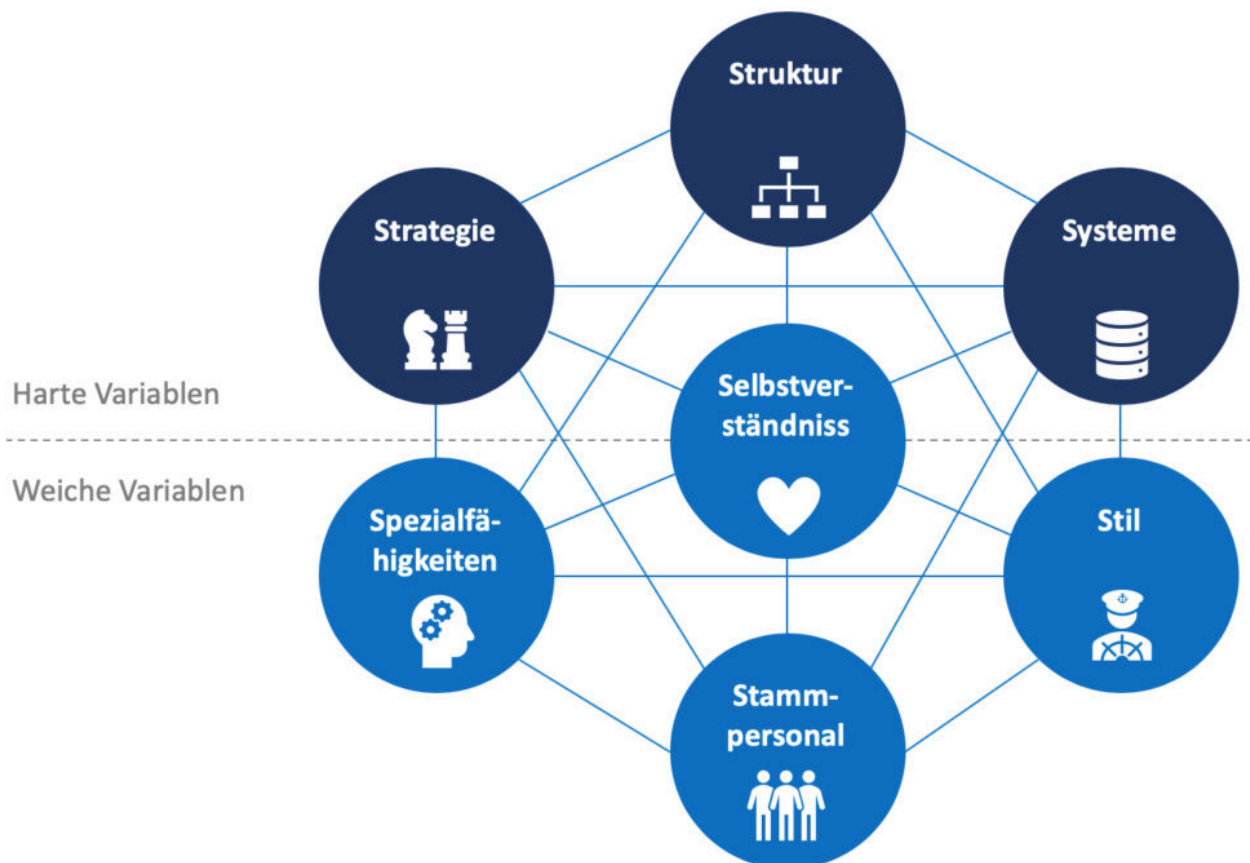 Struktur
Strategie
Systeme
Harte Variablen
Selbstver-
ständniss
Weiche Variablen
Spezialfä-
higkeiten
Stil
Stamm-
personal